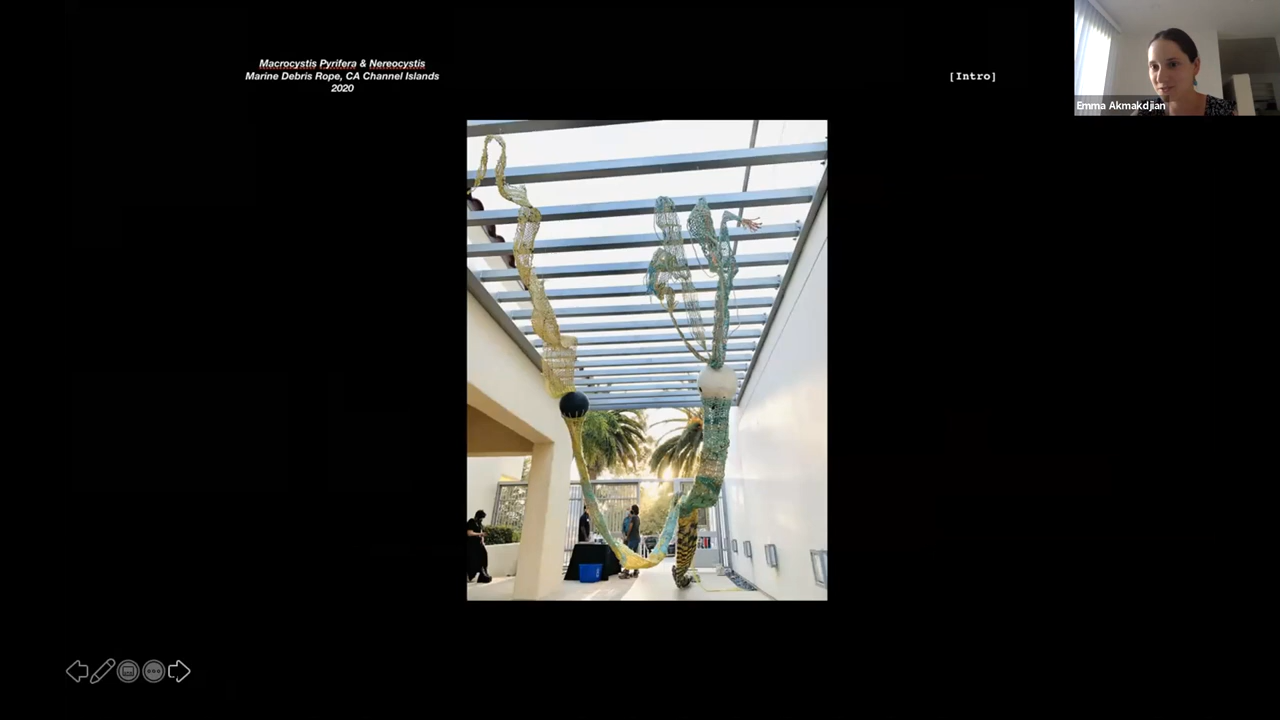 Macrocystis Pyrifera & Nereocystis
Marine Debris Rope, CA Channel Islands
2020
[Intro]
Emma Akmakdjian